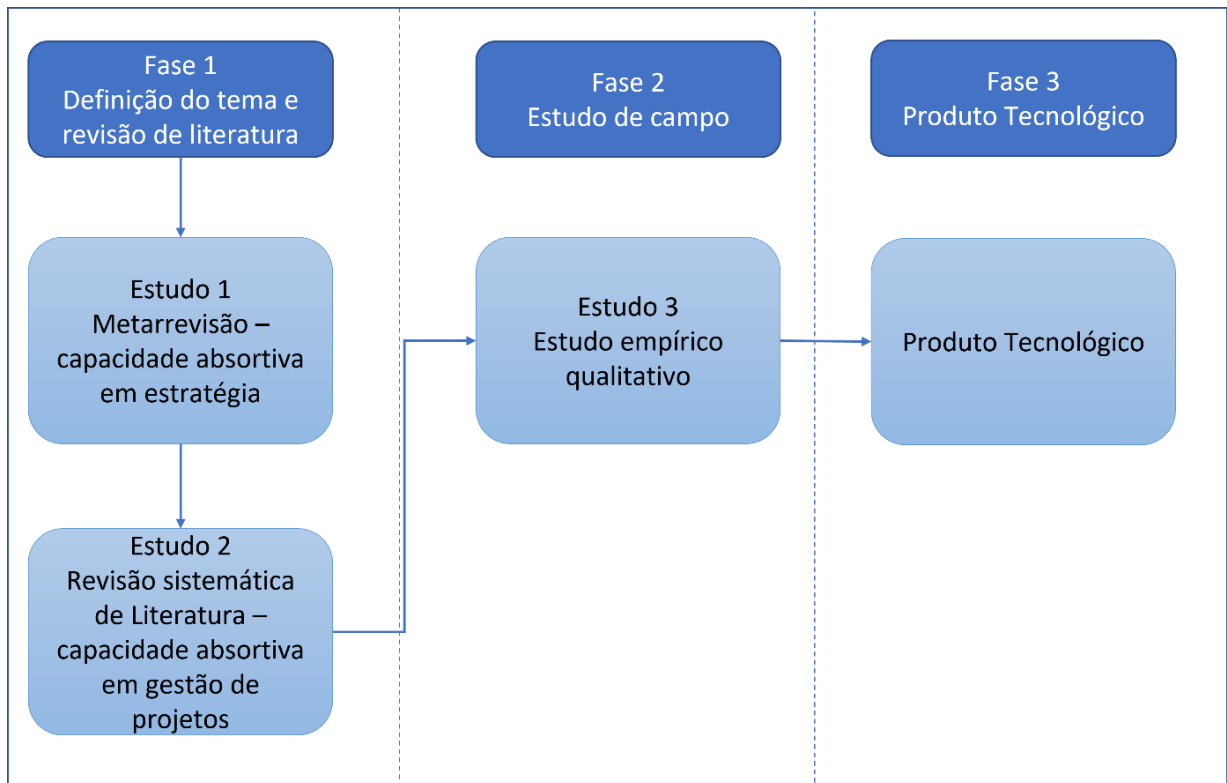 Fase 1
Definição do tema e
revisão de literatura
Estudo 1
Metarrevisão –
capacidade absortiva
em estratégia
Estudo 2
Revisão sistemática
de Literatura –
capacidade absortiva
em gestão de
projetos
Fase 2
Estudo de campo
Estudo 3
Estudo empírico
qualitativo
Fase 3
Produto Tecnológico
Produto Tecnológico